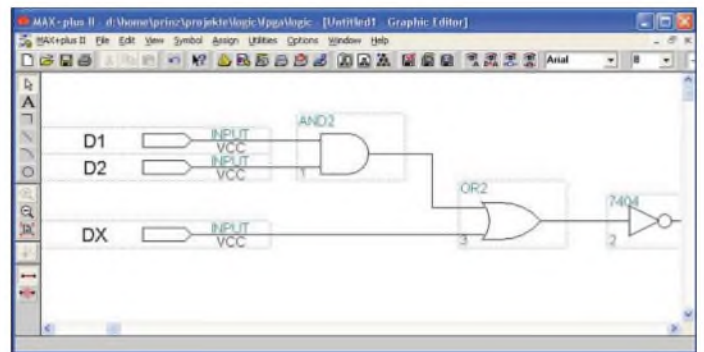 MAX+plus II - d:\home\prinz\projekte\logic\fpga\logic - [Untitled1 - Graphic Editor]
MAX+plus II File Edit View Symbol Assign Utilities Options Window Help
Arial 8
AND2
D1 INPUT
VCC
D2 INPUT
VCC
1
OR2
7404
DX INPUT
VCC
3
2